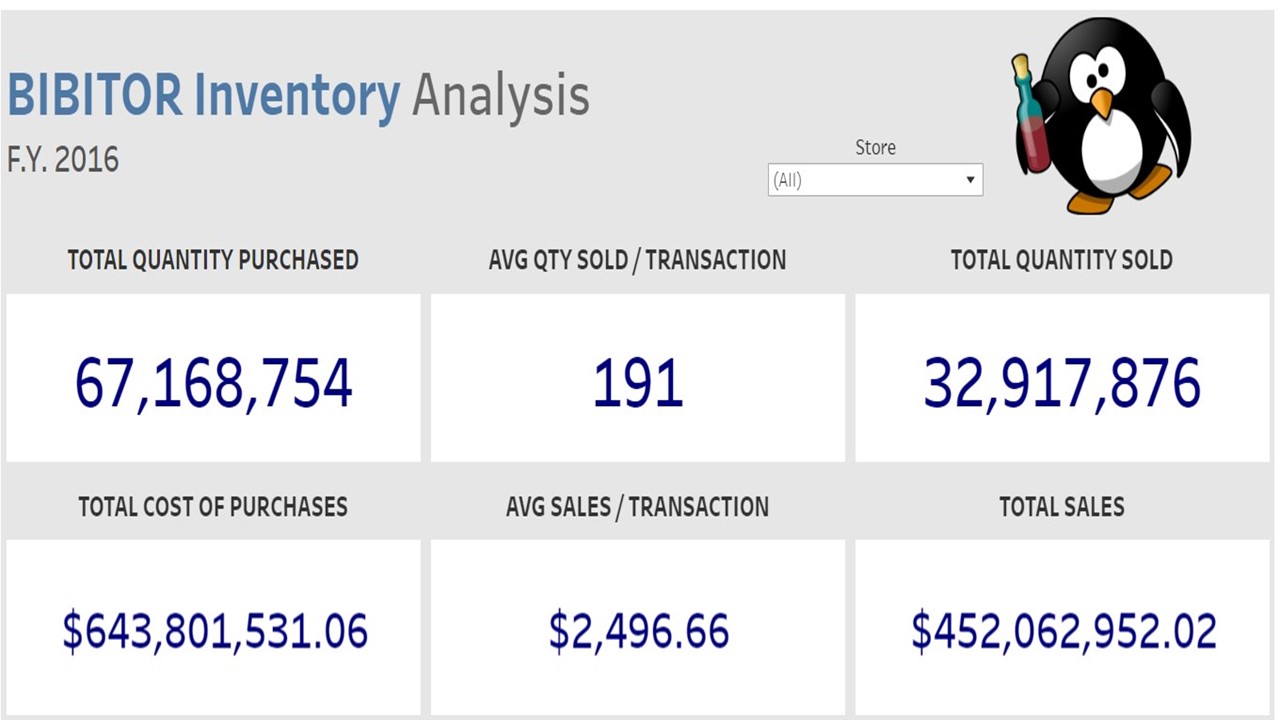 BIBITOR Inventory Analysis
F.Y. 2016
Store
(All)
TOTAL QUANTITY PURCHASED
AVG QTY SOLD / TRANSACTION
TOTAL QUANTITY SOLD
67,168,754
191
32,917,876
TOTAL COST OF PURCHASES
AVG SALES / TRANSACTION
TOTAL SALES
$643,801,531.06
$2,496.66
$452,062,952.02